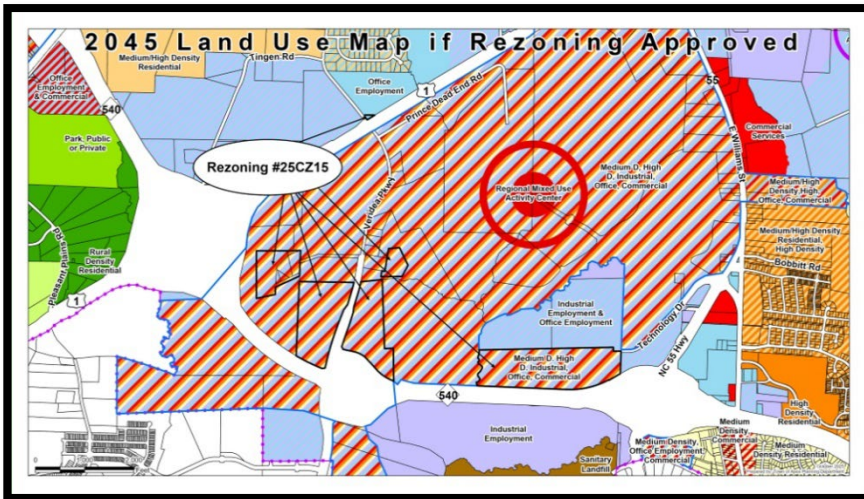 2045 Land Use Map if Rezoning Approved
Medium/High Density
Residential
Tingen Rd
Office
Employment
& Commercial
540
Office
Employment
1
Prince Dead End Rd
55
E Williams St
Commercial
Services
Park, Public
or Private
Rezoning #25CZ15
Veridea Pkwy
Regional Mixed Use
Activity Center
Medium D, High
D, Industrial,
Office, Commercial
Medium/High
Density, High,
Office, Commercial
Medium/High Density
Residential, High
Density
Bobbitt Rd
Rural
Density
Residential
Pleasant Plains Rd
1
Industrial
Employment &
Office Employment
Technology Dr
NC 55 Hwy
Medium D, High
D, Industrial,
Office, Commercial
540
High
Density
Residential
Industrial
Employment
Sanitary
Landfill
Medium Density,
Office Employment,
Commercial
Medium
Density,
Commercial
Medium
Density Residential
0